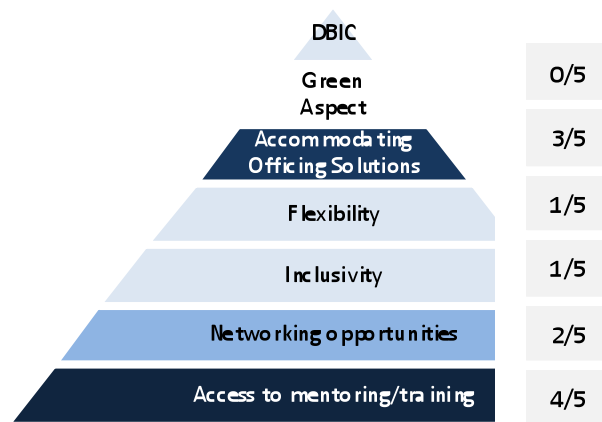 DBIC
Green
Aspect
0/5
Accommodating
Officing Solutions
3/5
Flexibility
1/5
Inclusivity
1/5
Networking opportunities
2/5
Access to mentoring/training
4/5